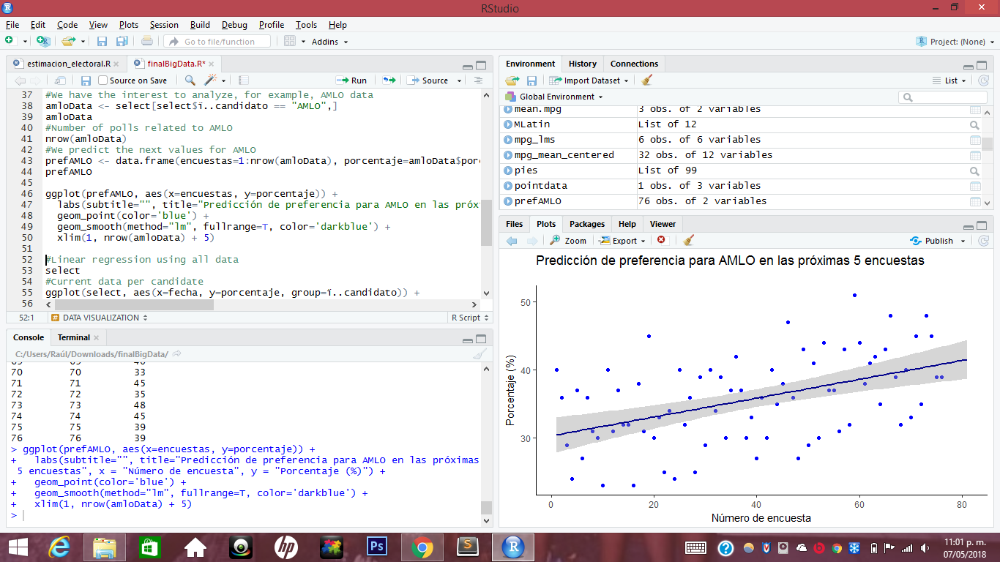 RStudio
File Edit Code View Plots Session Build Debug Profile Tools Help
Go to file/function Addins Project: (None)
estimacion_electoral.R finalBigData.R*
Source on Save Run Source
37 #We have the interest to analyze, for example, AMLO data
38 amloData <- select[select$ï..candidato == "AMLO",]
39 amloData
40 #Number of polls related to AMLO
41 nrow(amloData)
42 #We predict the next values for AMLO
43 prefAMLO <- data.frame(encuestas=1:nrow(amloData), porcentaje=amloData$porc
44 prefAMLO
45
46 ggplot(prefAMLO, aes(x=encuestas, y=porcentaje)) +
47   labs(subtitle="", title="Predicción de preferencia para AMLO en las próxi
48   geom_point(color='blue') +
49   geom_smooth(method="lm", fullrange=T, color='darkblue') +
50   xlim(1, nrow(amloData) + 5)
51
52 #Linear regression using all data
53 select
54 #Current data per candidate
55 ggplot(select, aes(x=fecha, y=porcentaje, group=ï..candidato)) +
56
52:1 # DATA VISUALIZATION R Script
Console Terminal
C:/Users/Raúl/Downloads/finalBigData/
69 69 40
70 70 33
71 71 45
72 72 35
73 73 48
74 74 45
75 75 39
76 76 39
> ggplot(prefAMLO, aes(x=encuestas, y=porcentaje)) +
+   labs(subtitle="", title="Predicción de preferencia para AMLO en las próximas
 5 encuestas", x = "Número de encuesta", y = "Porcentaje (%)") +
+   geom_point(color='blue') +
+   geom_smooth(method="lm", fullrange=T, color='darkblue') +
+   xlim(1, nrow(amloData) + 5)
>
Environment History Connections
Import Dataset List
Global Environment
mean.mpg 3 obs. of 2 variables
MLatin List of 12
mpg_lms 6 obs. of 6 variables
mpg_mean_centered 32 obs. of 12 variables
pies List of 99
pointdata 1 obs. of 3 variables
prefAMLO 76 obs. of 2 variables
Files Plots Packages Help Viewer
Zoom Export Publish
Predicción de preferencia para AMLO en las próximas 5 encuestas
Porcentaje (%)
50
40
30
0 20 40 60 80
Número de encuesta
hp Ps S R
11:01 p. m.
07/05/2018